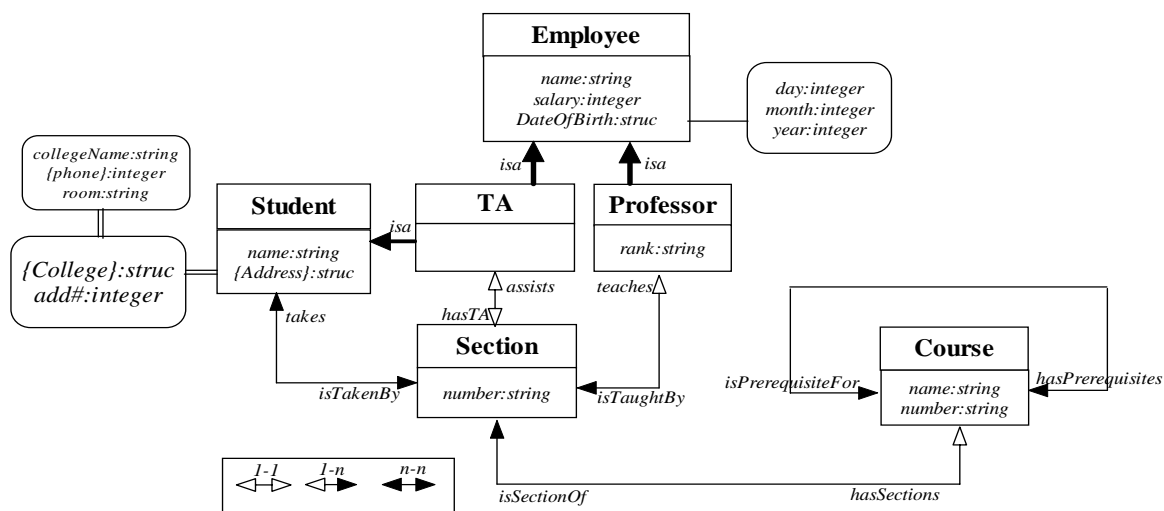 Employee
name:string
salary:integer
DateOfBirth:struc
day:integer
month:integer
year:integer
collegeName:string
{phone}:integer
room:string
isa
isa
Student
name:string
{Address}:struc
isa
TA
Professor
rank:string
{College}:struc
add#:integer
assists
teaches
takes
hasTA
Section
number:string
isTakenBy
isTaughtBy
isPrerequisiteFor
Course
name:string
number:string
hasPrerequisites
1-1
1-n
n-n
isSectionOf
hasSections